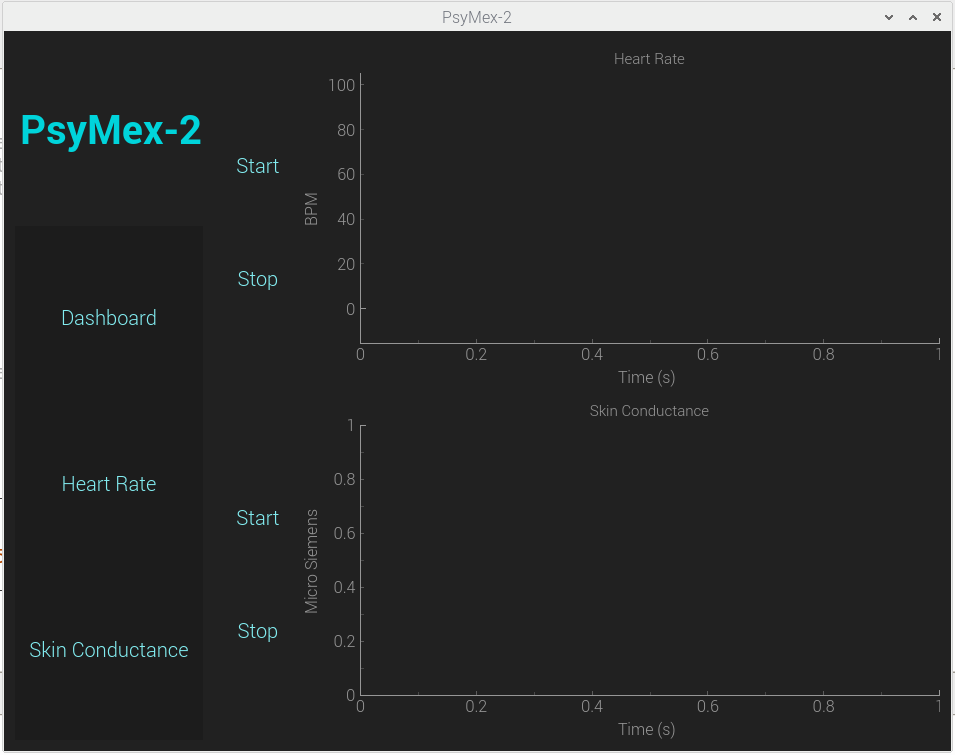 PsyMex-2
PsyMex-2
Dashboard
Heart Rate
Skin Conductance
Start
Stop
Heart Rate
BPM
100
80
60
40
20
0
0 0.2 0.4 0.6 0.8 1
Time (s)
Start
Stop
Skin Conductance
Micro Siemens
1
0.8
0.6
0.4
0.2
0
0 0.2 0.4 0.6 0.8 1
Time (s)